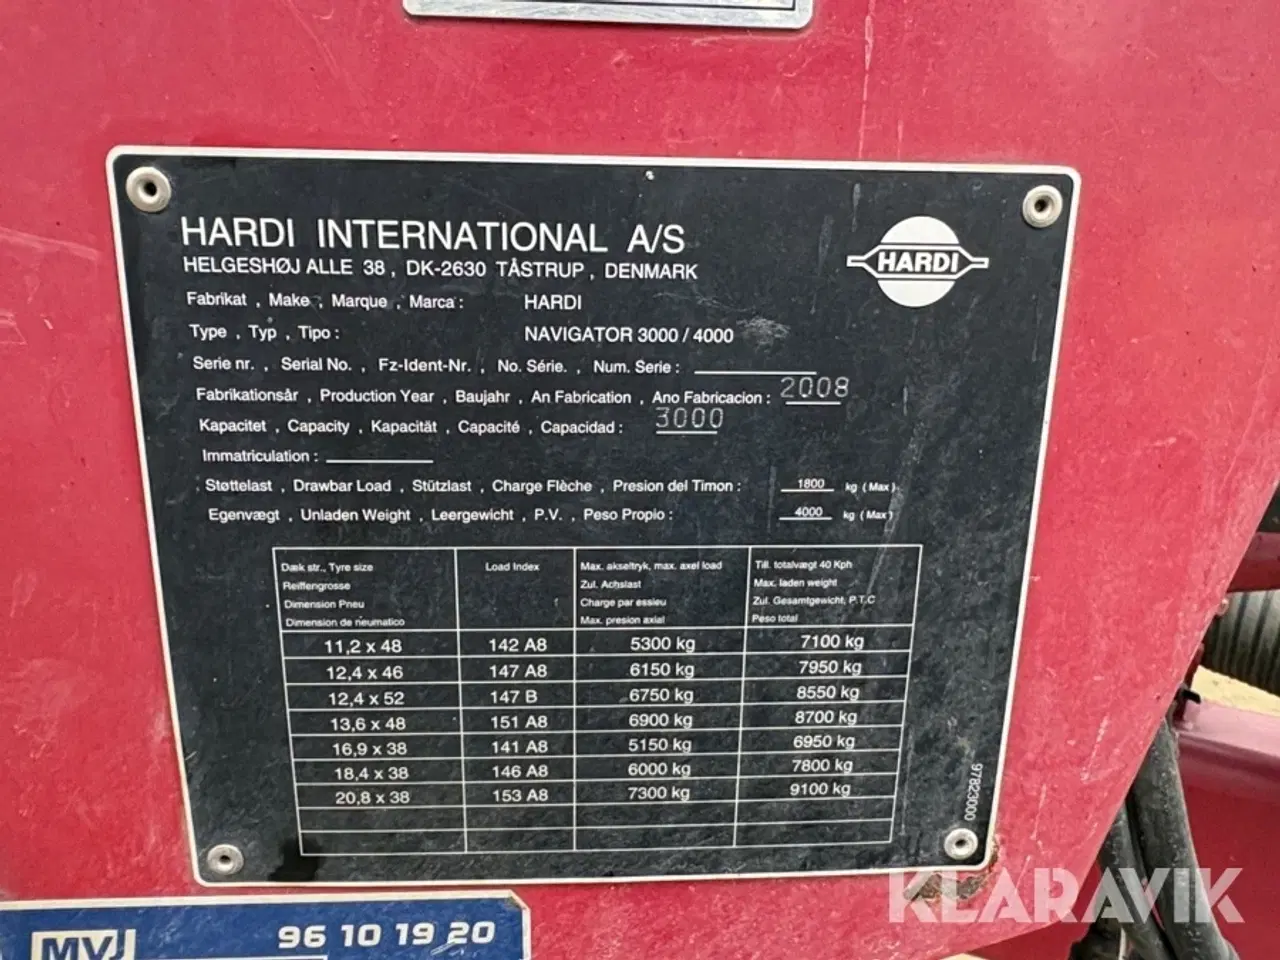 HARDI INTERNATIONAL A/S
HELGESHØJ ALLE 38 , DK-2630 TÅSTRUP , DENMARK
HARDI
Fabrikat , Make , Marque , Marca : HARDI
Type , Typ , Tipo : NAVIGATOR 3000 / 4000
Serie nr. , Serial No. , Fz-Ident-Nr. , No. Série. , Num. Serie :
Fabrikationsår , Production Year , Baujahr , An Fabrication , Ano Fabricacion : 2008
Kapacitet , Capacity , Kapacität , Capacité , Capacidad : 3000
Immatriculation :
Støttelast , Drawbar Load , Stützlast , Charge Flèche , Presion del Timon : 1800 kg ( Max )
Egenvægt , Unladen Weight , Leergewicht , P.V. , Peso Propio : 4000 kg ( Max )
Dæk str., Tyre size Load Index Max. akseltryk, max. axel load Till. totalvægt 40 Kph
Reiffengrosse Zul. Achslast Max. laden weight
Dimension Pneu Charge par essieu Zul. Gesamtgewicht, P.T.C
Dimension de neumatico Max. presion axial Peso total
11,2 x 48 142 A8 5300 kg 7100 kg
12,4 x 46 147 A8 6150 kg 7950 kg
12,4 x 52 147 B 6750 kg 8550 kg
13,6 x 48 151 A8 6900 kg 8700 kg
16,9 x 38 141 A8 5150 kg 6950 kg
18,4 x 38 146 A8 6000 kg 7800 kg
20,8 x 38 153 A8 7300 kg 9100 kg
97823000
KLARAVIK
MVJ 96 10 19 20